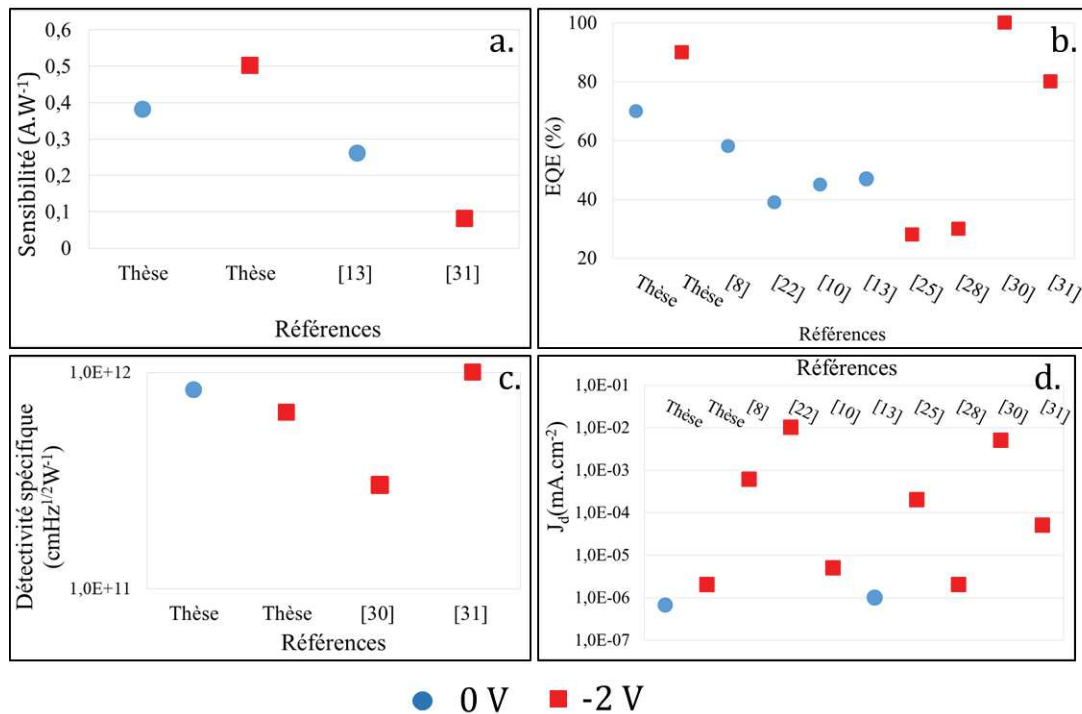 a.
0,6
0,5
0,4
0,3
0,2
0,1
0
Sensibilité (A.W-1)
Thèse Thèse [13] [31]
Références
b.
100
80
60
40
20
EQE (%)
Thèse Thèse [8] [22] [10] [13] [25] [28] [30] [31]
Références
c.
1,0E+12
1,0E+11
Détectivité spécifique
(cmHz1/2W-1)
Thèse Thèse [30] [31]
Références
Références
d.
Thèse Thèse [8] [22] [10] [13] [25] [28] [30] [31]
1,0E-01
1,0E-02
1,0E-03
1,0E-04
1,0E-05
1,0E-06
1,0E-07
Jd(mA.cm-2)
0 V -2 V